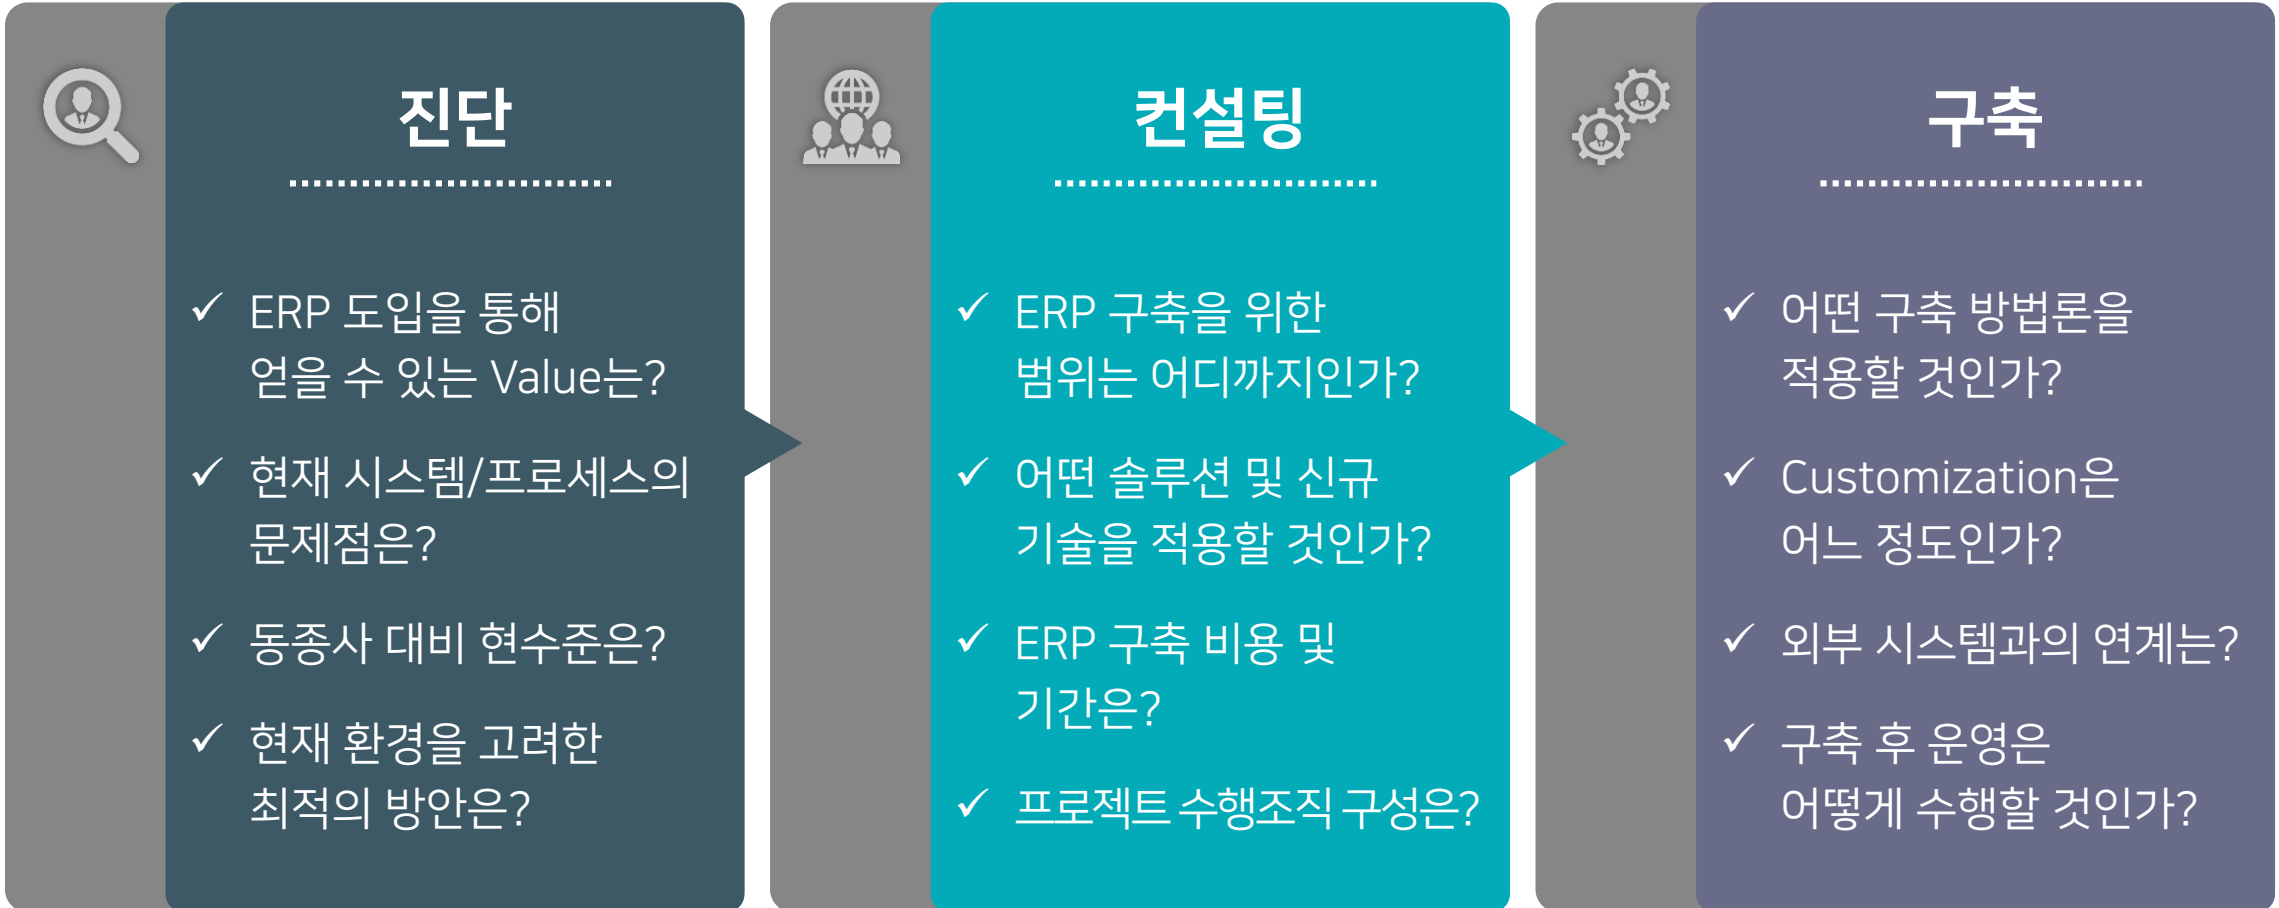 진단
ERP 도입을 통해
얻을 수 있는 Value는?
현재 시스템/프로세스의
문제점은?
동종사 대비 현수준은?
현재 환경을 고려한
최적의 방안은?
컨설팅
ERP 구축을 위한
범위는 어디까지인가?
어떤 솔루션 및 신규
기술을 적용할 것인가?
ERP 구축 비용 및
기간은?
프로젝트 수행조직 구성은?
구축
어떤 구축 방법론을
적용할 것인가?
Customization은
어느 정도인가?
외부 시스템과의 연계는?
구축 후 운영은
어떻게 수행할 것인가?